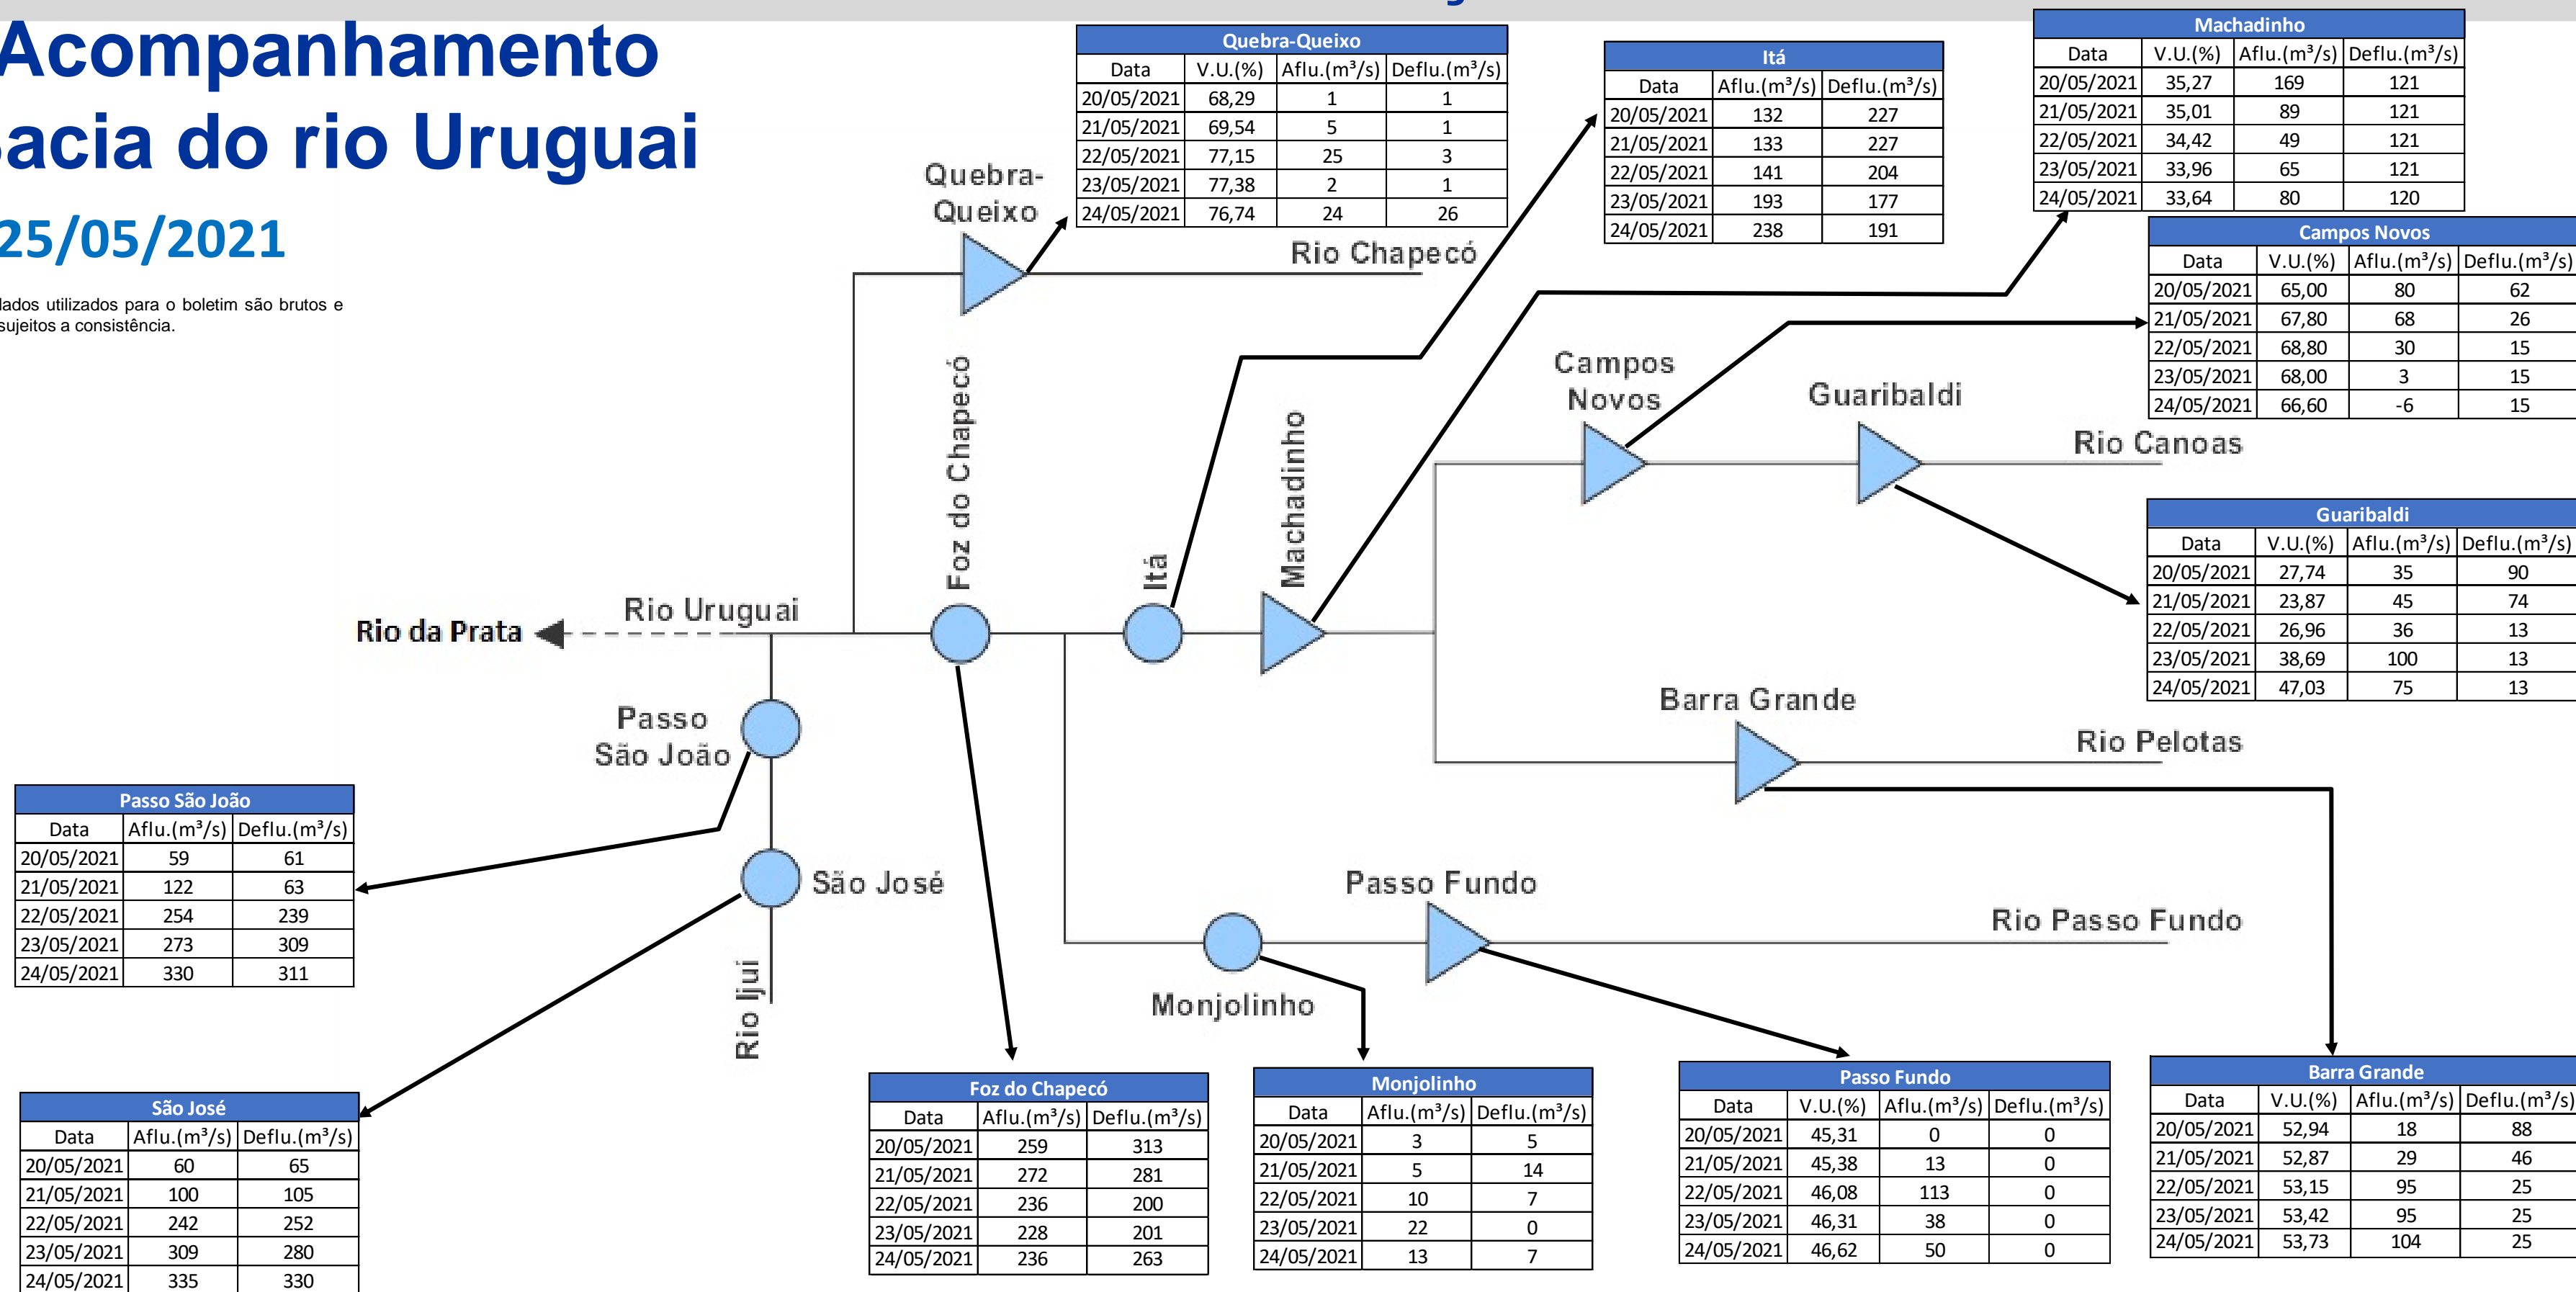 Acompanhamento
Bacia do rio Uruguai
25/05/2021
dados utilizados para o boletim são brutos e
sujeitos a consistência.
Quebra-Queixo
Data V.U.(%) Aflu.(m³/s) Deflu.(m³/s)
20/05/2021 68,29 1 1
21/05/2021 69,54 5 1
22/05/2021 77,15 25 3
23/05/2021 77,38 2 1
24/05/2021 76,74 24 26
Itá
Data Aflu.(m³/s) Deflu.(m³/s)
20/05/2021 132 227
21/05/2021 133 227
22/05/2021 141 204
23/05/2021 193 177
24/05/2021 238 191
Machadinho
Data V.U.(%) Aflu.(m³/s) Deflu.(m³/s)
20/05/2021 35,27 169 121
21/05/2021 35,01 89 121
22/05/2021 34,42 49 121
23/05/2021 33,96 65 121
24/05/2021 33,64 80 120
Campos Novos
Data V.U.(%) Aflu.(m³/s) Deflu.(m³/s)
20/05/2021 65,00 80 62
21/05/2021 67,80 68 26
22/05/2021 68,80 30 15
23/05/2021 68,00 3 15
24/05/2021 66,60 -6 15
Guaribaldi
Data V.U.(%) Aflu.(m³/s) Deflu.(m³/s)
20/05/2021 27,74 35 90
21/05/2021 23,87 45 74
22/05/2021 26,96 36 13
23/05/2021 38,69 100 13
24/05/2021 47,03 75 13
Quebra-
Queixo
Rio Chapecó
Foz do Chapecó
Itá
Machadinho
Campos
Novos
Guaribaldi
Rio Canoas
Rio da Prata
Rio Uruguai
Passo
São João
Barra Grande
Rio Pelotas
São José
Rio Ijui
Passo Fundo
Rio Passo Fundo
Monjolinho
Passo São João
Data Aflu.(m³/s) Deflu.(m³/s)
20/05/2021 59 61
21/05/2021 122 63
22/05/2021 254 239
23/05/2021 273 309
24/05/2021 330 311
São José
Data Aflu.(m³/s) Deflu.(m³/s)
20/05/2021 60 65
21/05/2021 100 105
22/05/2021 242 252
23/05/2021 309 280
24/05/2021 335 330
Foz do Chapecó
Data Aflu.(m³/s) Deflu.(m³/s)
20/05/2021 259 313
21/05/2021 272 281
22/05/2021 236 200
23/05/2021 228 201
24/05/2021 236 263
Monjolinho
Data Aflu.(m³/s) Deflu.(m³/s)
20/05/2021 3 5
21/05/2021 5 14
22/05/2021 10 7
23/05/2021 22 0
24/05/2021 13 7
Passo Fundo
Data V.U.(%) Aflu.(m³/s) Deflu.(m³/s)
20/05/2021 45,31 0 0
21/05/2021 45,38 13 0
22/05/2021 46,08 113 0
23/05/2021 46,31 38 0
24/05/2021 46,62 50 0
Barra Grande
Data V.U.(%) Aflu.(m³/s) Deflu.(m³/s)
20/05/2021 52,94 18 88
21/05/2021 52,87 29 46
22/05/2021 53,15 95 25
23/05/2021 53,42 95 25
24/05/2021 53,73 104 25